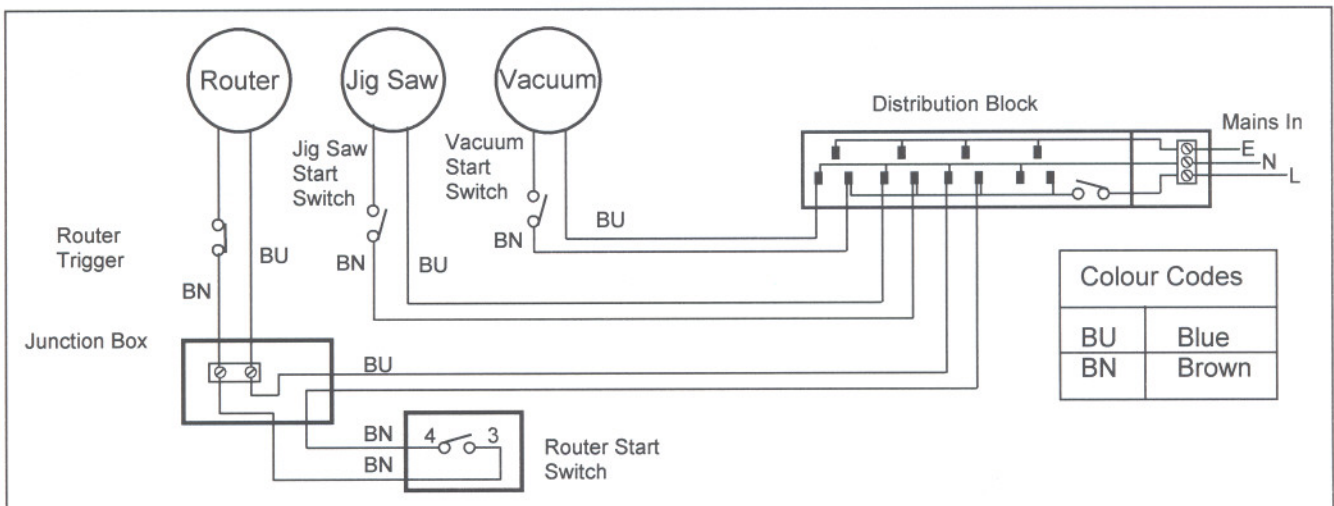 Router
Jig Saw
Vacuum
Distribution Block
Mains In
E
N
L
Jig Saw
Start
Switch
Vacuum
Start
Switch
Router
Trigger
BN
BU
BN
BU
BN
BU
Junction Box
BU
BN
BN
4
3
Router Start
Switch
Colour Codes
BU Blue
BN Brown